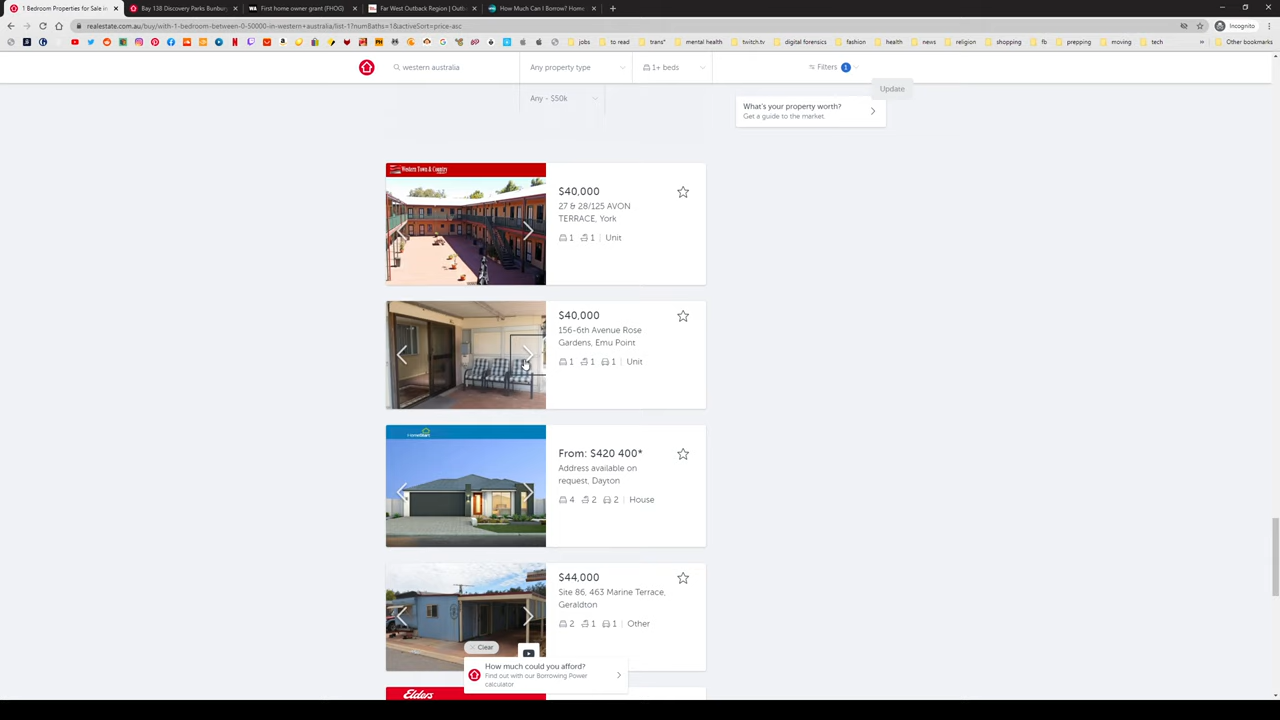 1 Bedroom Properties for Sale in
Bay 138 Discovery Parks Bunbur
First home owner grant (FHOG)
Far West Outback Region | Outb
How Much Can I Borrow? Home
realestate.com.au/buy/with-1-bedroom-between-0-50000-in-western+australia/list-1?numBaths=1&activeSort=price-asc
Incognito
jobs
to read
trans*
mental health
twitch.tv
digital forensics
fashion
health
news
religion
shopping
fb
prepping
moving
tech
Other bookmarks
western australia
Any property type
1+ beds
Filters 1
Update
Any - $50k
What's your property worth?
Get a guide to the market.
Western Town & Country
$40,000
27 & 28/125 AVON
TERRACE, York
1 1 Unit
$40,000
156-6th Avenue Rose
Gardens, Emu Point
1 1 1 Unit
From: $420 400*
Address available on
request, Dayton
4 2 2 House
$44,000
Site 86, 463 Marine Terrace,
Geraldton
2 1 1 Other
Clear
How much could you afford?
Find out with our Borrowing Power
calculator
Elders